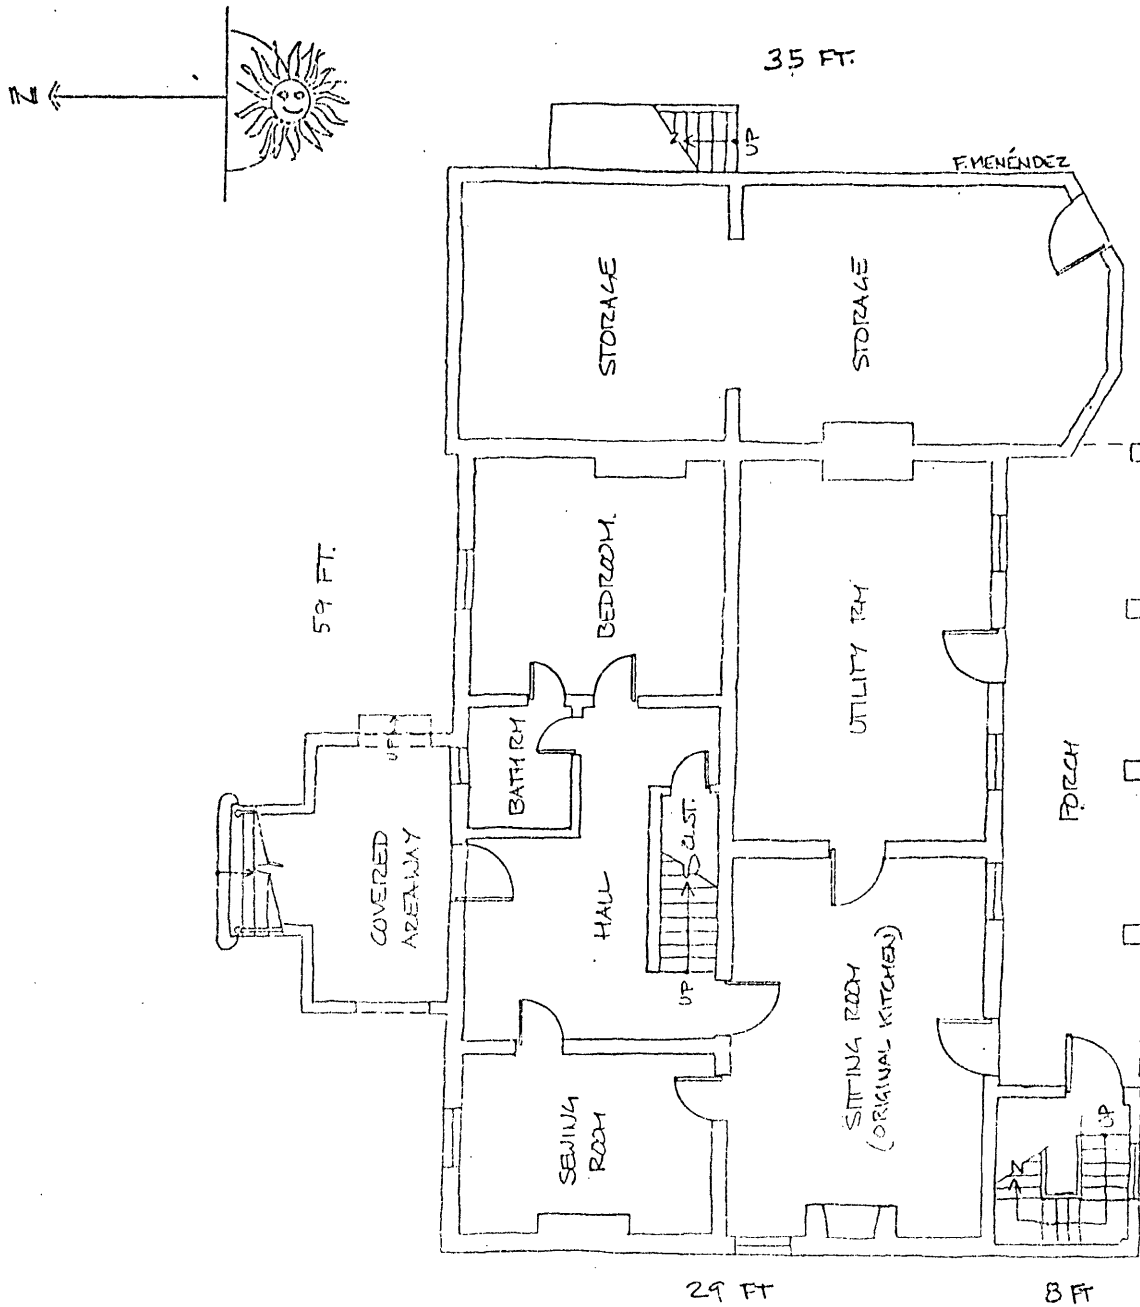 35 FT.
N
UP
F. MENÉNDEZ
STORAGE
STORAGE
59 FT.
BEDROOM.
UTILITY RM
UP
BATH RM
PORCH
CLST.
COVERED
AREAWAY
HALL
UP
SITTING ROOM
(ORIGINAL KITCHEN)
SEWING
ROOM
UP
29 FT
8 FT